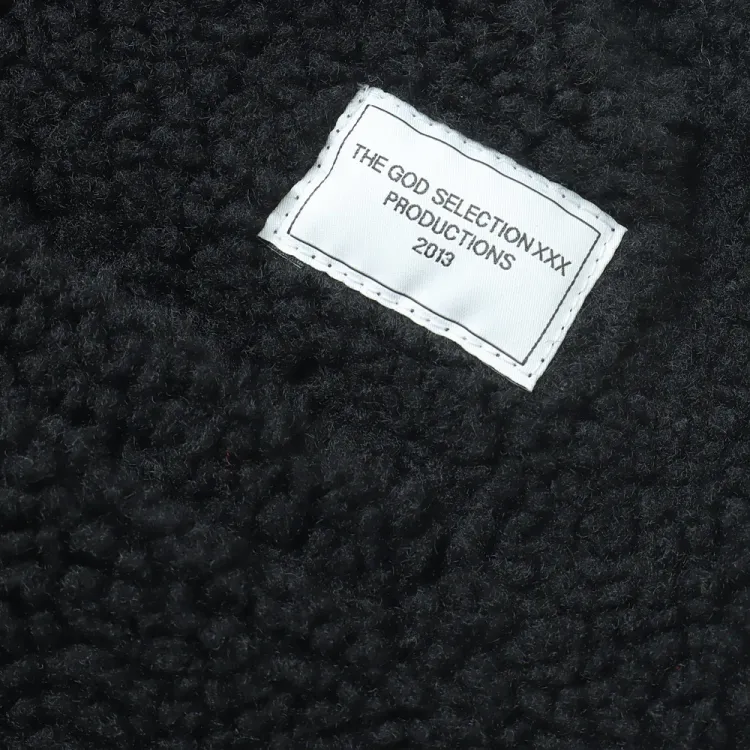 THE GOD SELECTION XXX
PRODUCTIONS
2013